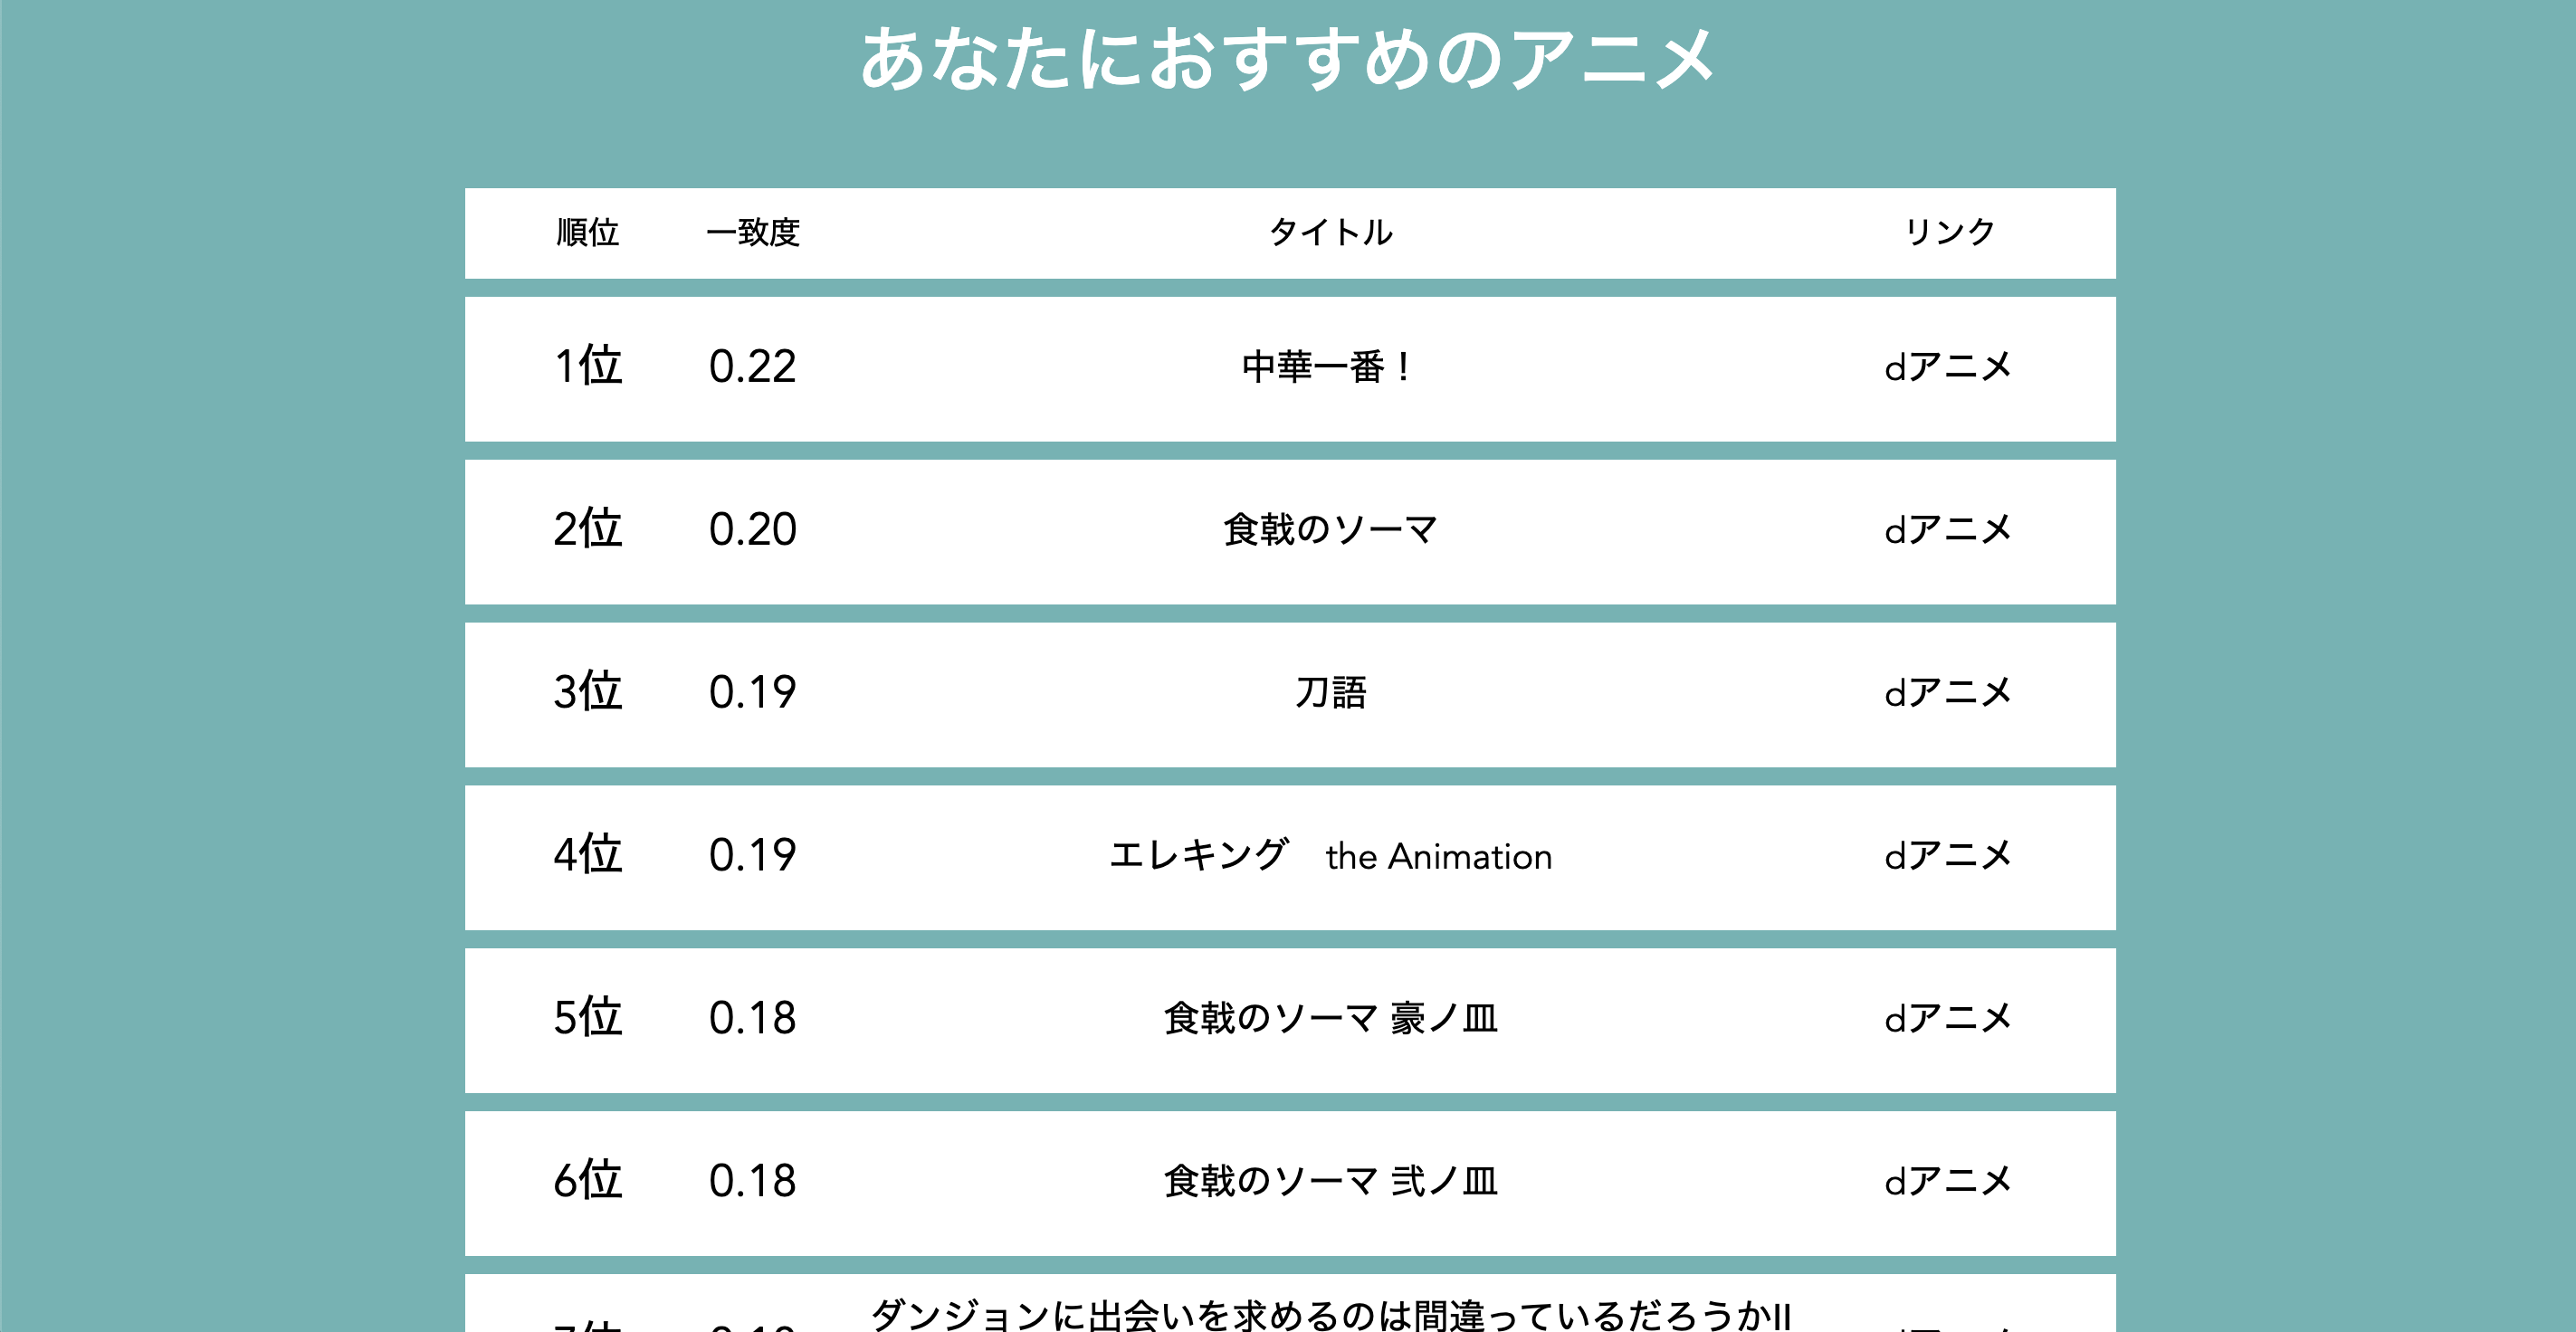 あなたにおすすめのアニメ
順位 一致度 タイトル リンク
1位 0.22 中華一番！ dアニメ
2位 0.20 食戟のソーマ dアニメ
3位 0.19 刀語 dアニメ
4位 0.19 エレキング　the Animation dアニメ
5位 0.18 食戟のソーマ 豪ノ皿 dアニメ
6位 0.18 食戟のソーマ 弐ノ皿 dアニメ
ダンジョンに出会いを求めるのは間違っているだろうかII